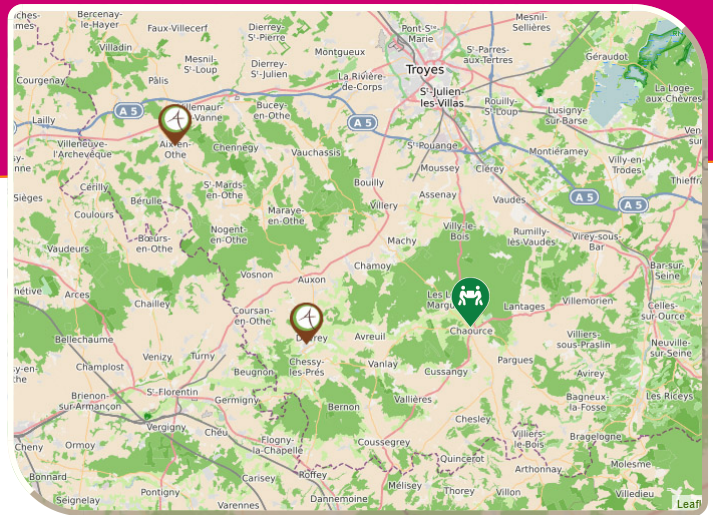 Bercenay-
le-Hayer
Faux-Villecerf
Dierrey-
St-Pierre
Pont-St-
Marie
Mesnil-
Sellières
Villadin
Mesnil-
St-Loup
Dierrey-
St-Julien
Montgueux
Troyes
St-Parres-
aux-Tertres
Géraudot
Courgenay
Pâlis
La Rivière-
de-Corps
St-Julien-
les-Villas
La Loge-
aux-Chèvres
Lailly
A 5
Bucey-
en-Othe
A 5
Rouilly-
St-Loup
Lusigny-
sur-Barse
Villeneuve-
l'Archevêque
Aix-en-
Othe
Chennegy
Vauchassis
St-Pouange
Moussey
Clérey
Montiéramey
Villy-en-
Trodes
Sièges
Cérilly
Bérulle
St-Mards-
en-Othe
Bouilly
Assenay
Vaudes
A 5
A 5
Coulours
Maraye-
en-Othe
Villery
Villy-le-
Bois
Rumilly-
lès-Vaudes
Virey-sous-
Bar
Vaudeurs
Bœurs-
en-Othe
Nogent-
en-Othe
Machy
Vosnon
Auxon
Chamoy
Bar-sur-
Seine
Arces
Chailley
Coursan-
en-Othe
Lantages
Villemorien
Celles-
sur-Ource
Bellechaume
Avreuil
Chaource
Villiers-
sous-Praslin
Neuville-
sur-Seine
Champlost
Venizy
Turny
Beugnon
Chessy-
les-Prés
Vanlay
Cussangy
Pargues
Avirey
Brienon-
sur-Armançon
St-Florentin
Germigny
Bernon
Vallières
Bagneux-
la-Fosse
Les Riceys
Vergigny
Chéu
Chesley
Cheny
Ormoy
Flogny-
la-Chapelle
Coussegrey
Villiers-
le-Bois
Bragelogne
Bonnard
Carisey
Roffey
Quincerot
Arthonnay
Molesme
Seignelay
Pontigny
Varennes
Dannemoine
Mélisey
Thorey
Villon
Villedieu
Leafl